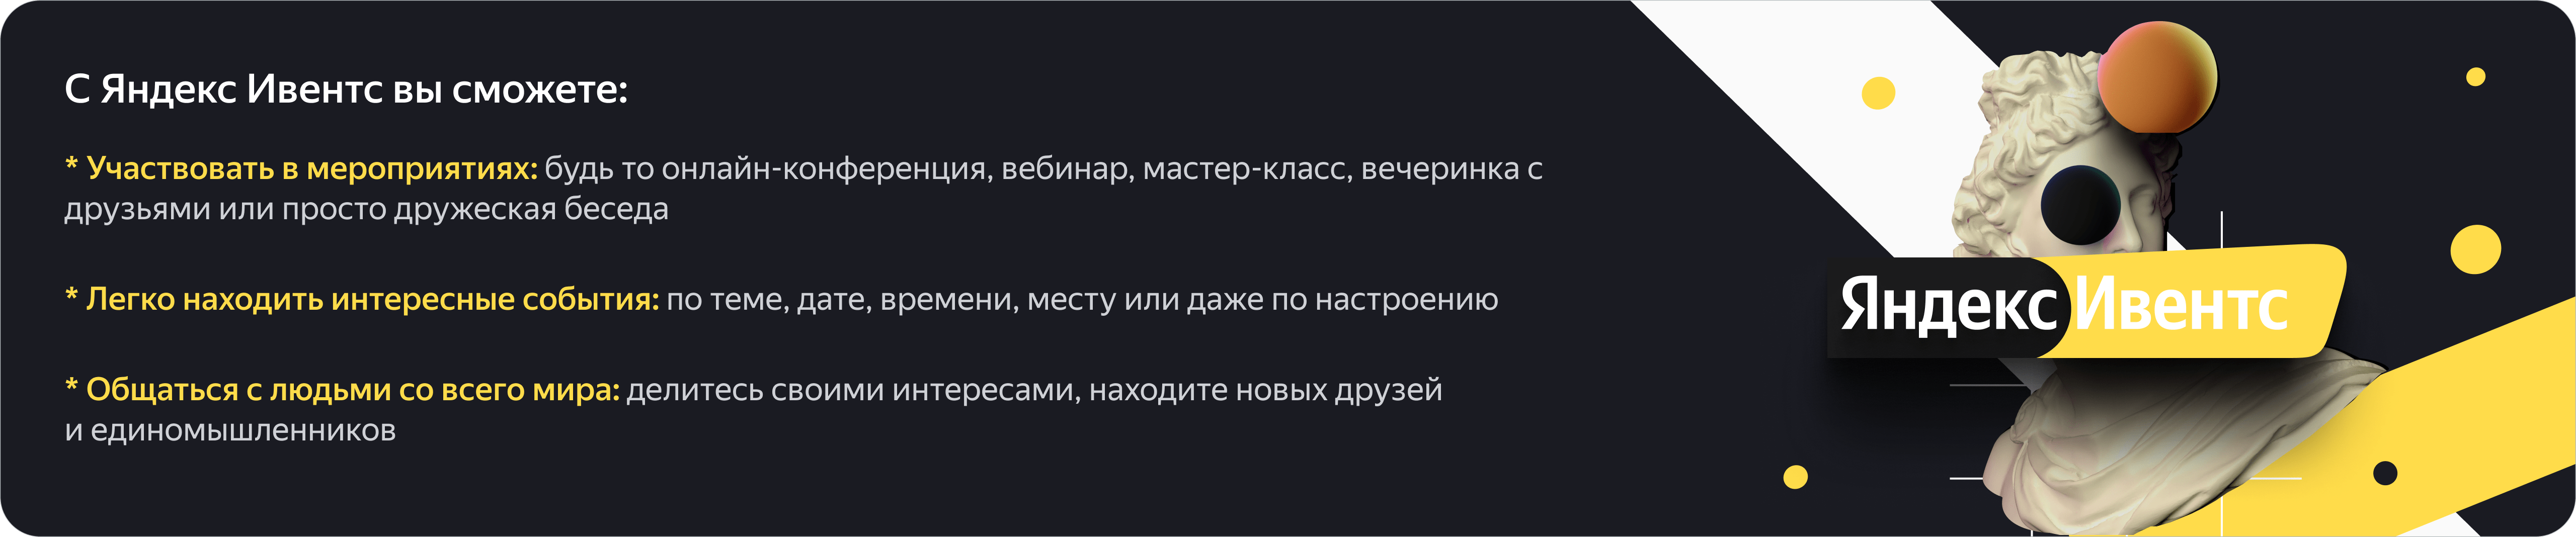 С Яндекс Ивентс вы сможете:
* Участвовать в мероприятиях: будь то онлайн-конференция, вебинар, мастер-класс, вечеринка с
друзьями или просто дружеская беседа
* Легко находить интересные события: по теме, дате, времени, месту или даже по настроению
* Общаться с людьми со всего мира: делитесь своими интересами, находите новых друзей
и единомышленников
Яндекс Ивентс